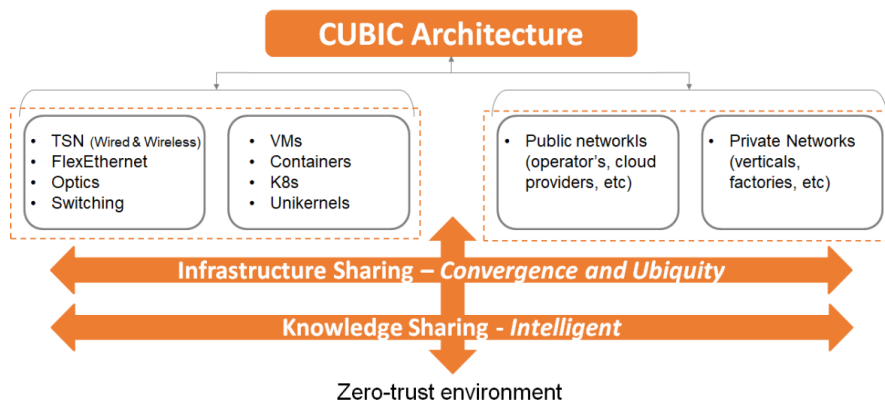 CUBIC Architecture
• TSN (Wired & Wireless)
• FlexEthernet
• Optics
• Switching
• VMs
• Containers
• K8s
• Unikernels
• Public networkls
(operator's, cloud
providers, etc)
• Private Networks
(verticals,
factories, etc)
Infrastructure Sharing – Convergence and Ubiquity
Knowledge Sharing - Intelligent
Zero-trust environment